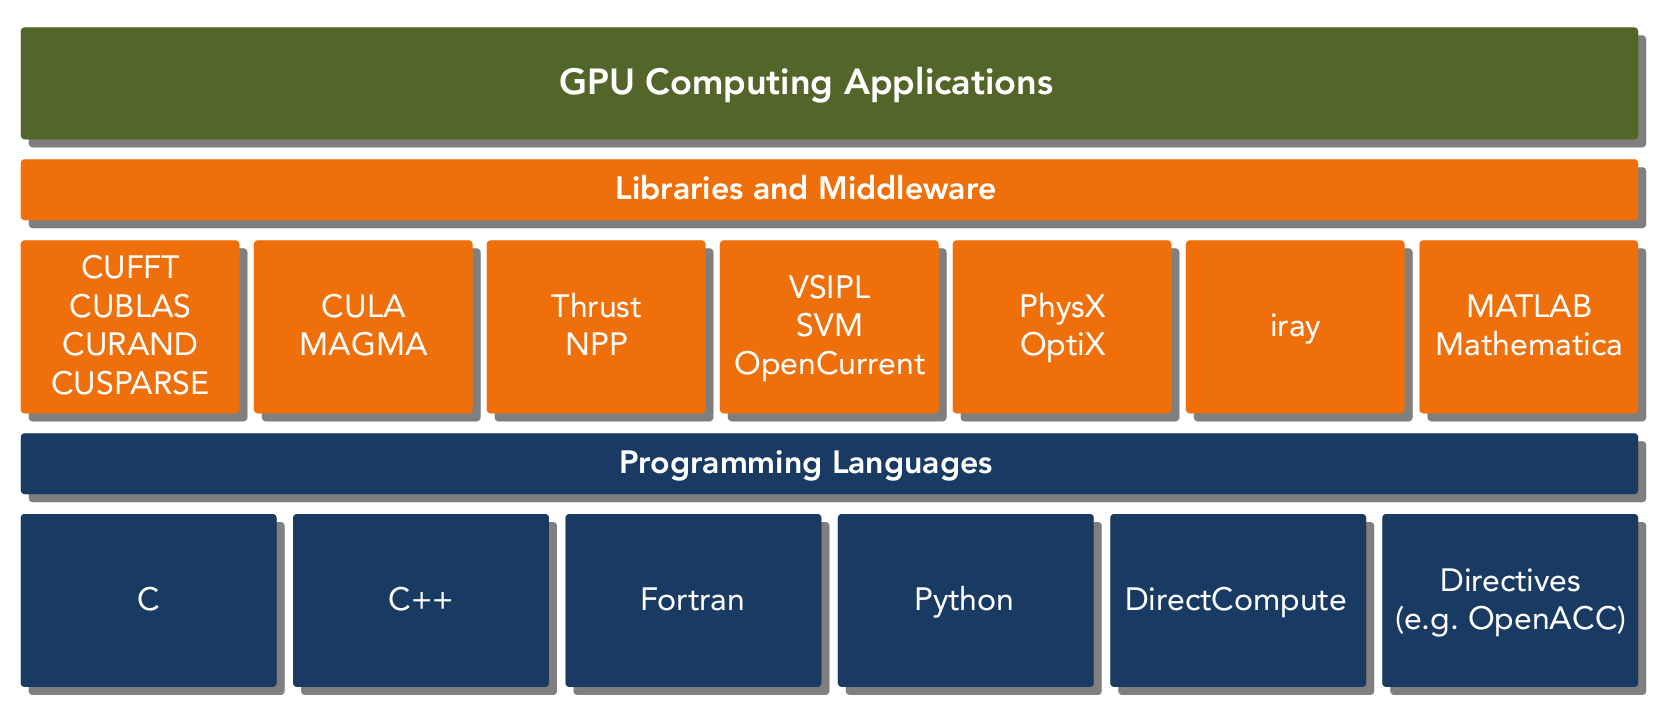 GPU Computing Applications
Libraries and Middleware
CUFFT
CUBLAS
CURAND
CUSPARSE
CULA
MAGMA
Thrust
NPP
VSIPL
SVM
OpenCurrent
PhysX
OptiX
iray
MATLAB
Mathematica
Programming Languages
C
C++
Fortran
Python
DirectCompute
Directives
(e.g. OpenACC)